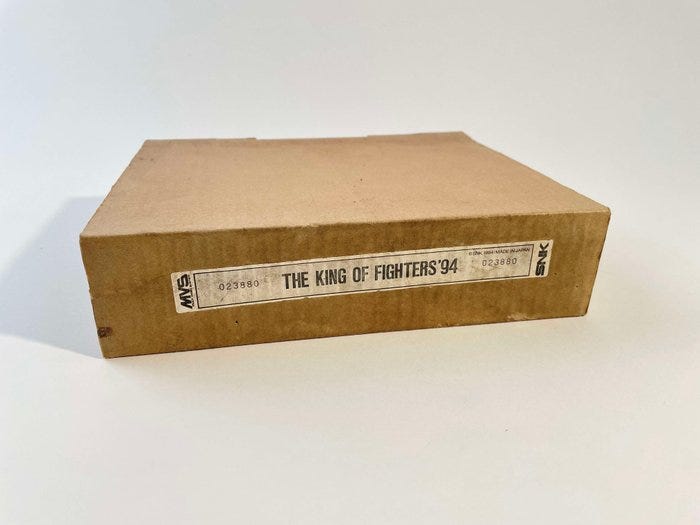 MVS
023880
THE KING OF FIGHTERS'94
©SNK 1994 MADE IN JAPAN
023880
SNK